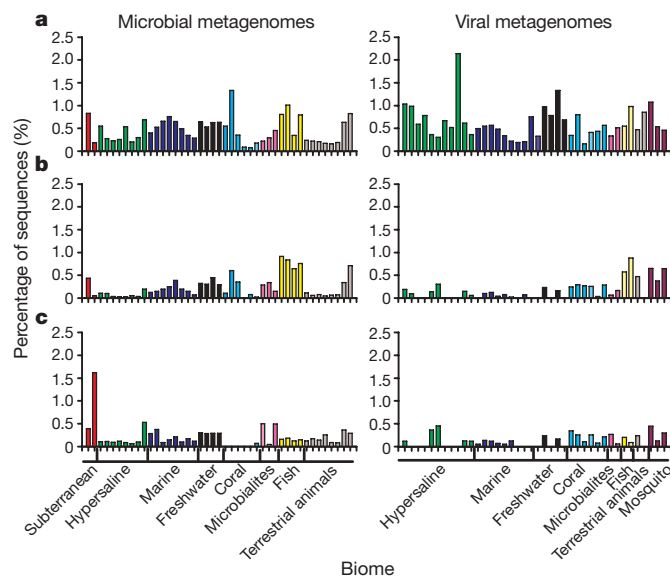 a
Microbial metagenomes
Viral metagenomes
2.5
2.0
1.5
1.0
0.5
0
2.5
2.0
1.5
1.0
0.5
0
b
2.5
2.0
1.5
1.0
0.5
0
2.5
2.0
1.5
1.0
0.5
0
c
2.5
2.0
1.5
1.0
0.5
0
2.5
2.0
1.5
1.0
0.5
0
Percentage of sequences (%)
Subterranean
Hypersaline
Marine
Freshwater
Coral
Microbialites
Fish
Terrestrial animals
Hypersaline
Marine
Freshwater
Coral
Microbialites
Fish
Terrestrial animals
Mosquito
Biome